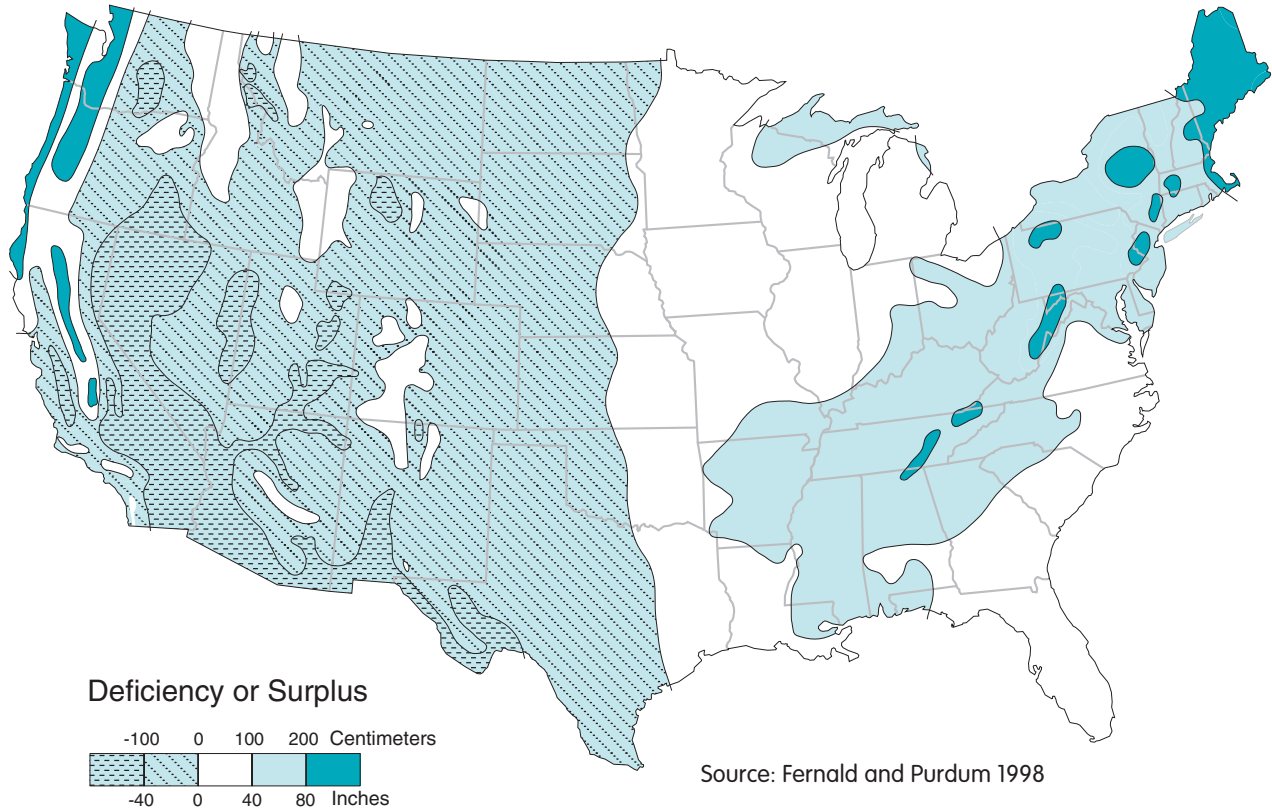 Deficiency or Surplus
-100 0 100 200 Centimeters
-40 0 40 80 Inches
Source: Fernald and Purdum 1998